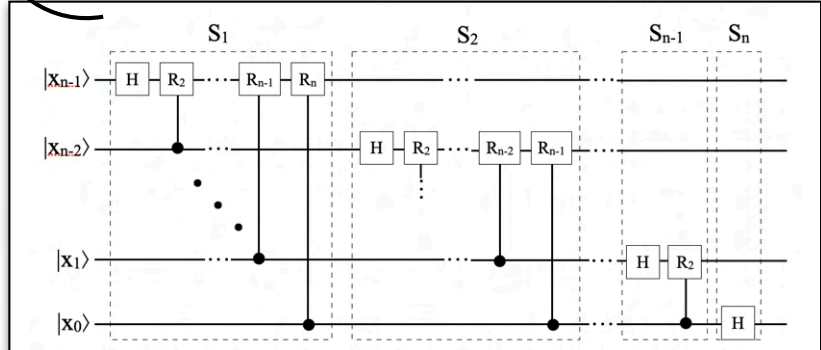 S₁ S₂ Sₙ₋₁ Sₙ
|xₙ₋₁⟩ H R₂ ··· Rₙ₋₁ Rₙ ··· ···
|xₙ₋₂⟩ ··· H R₂ ··· Rₙ₋₂ Rₙ₋₁ ···
|x₁⟩ ··· ··· ··· H R₂
|x₀⟩ ··· H